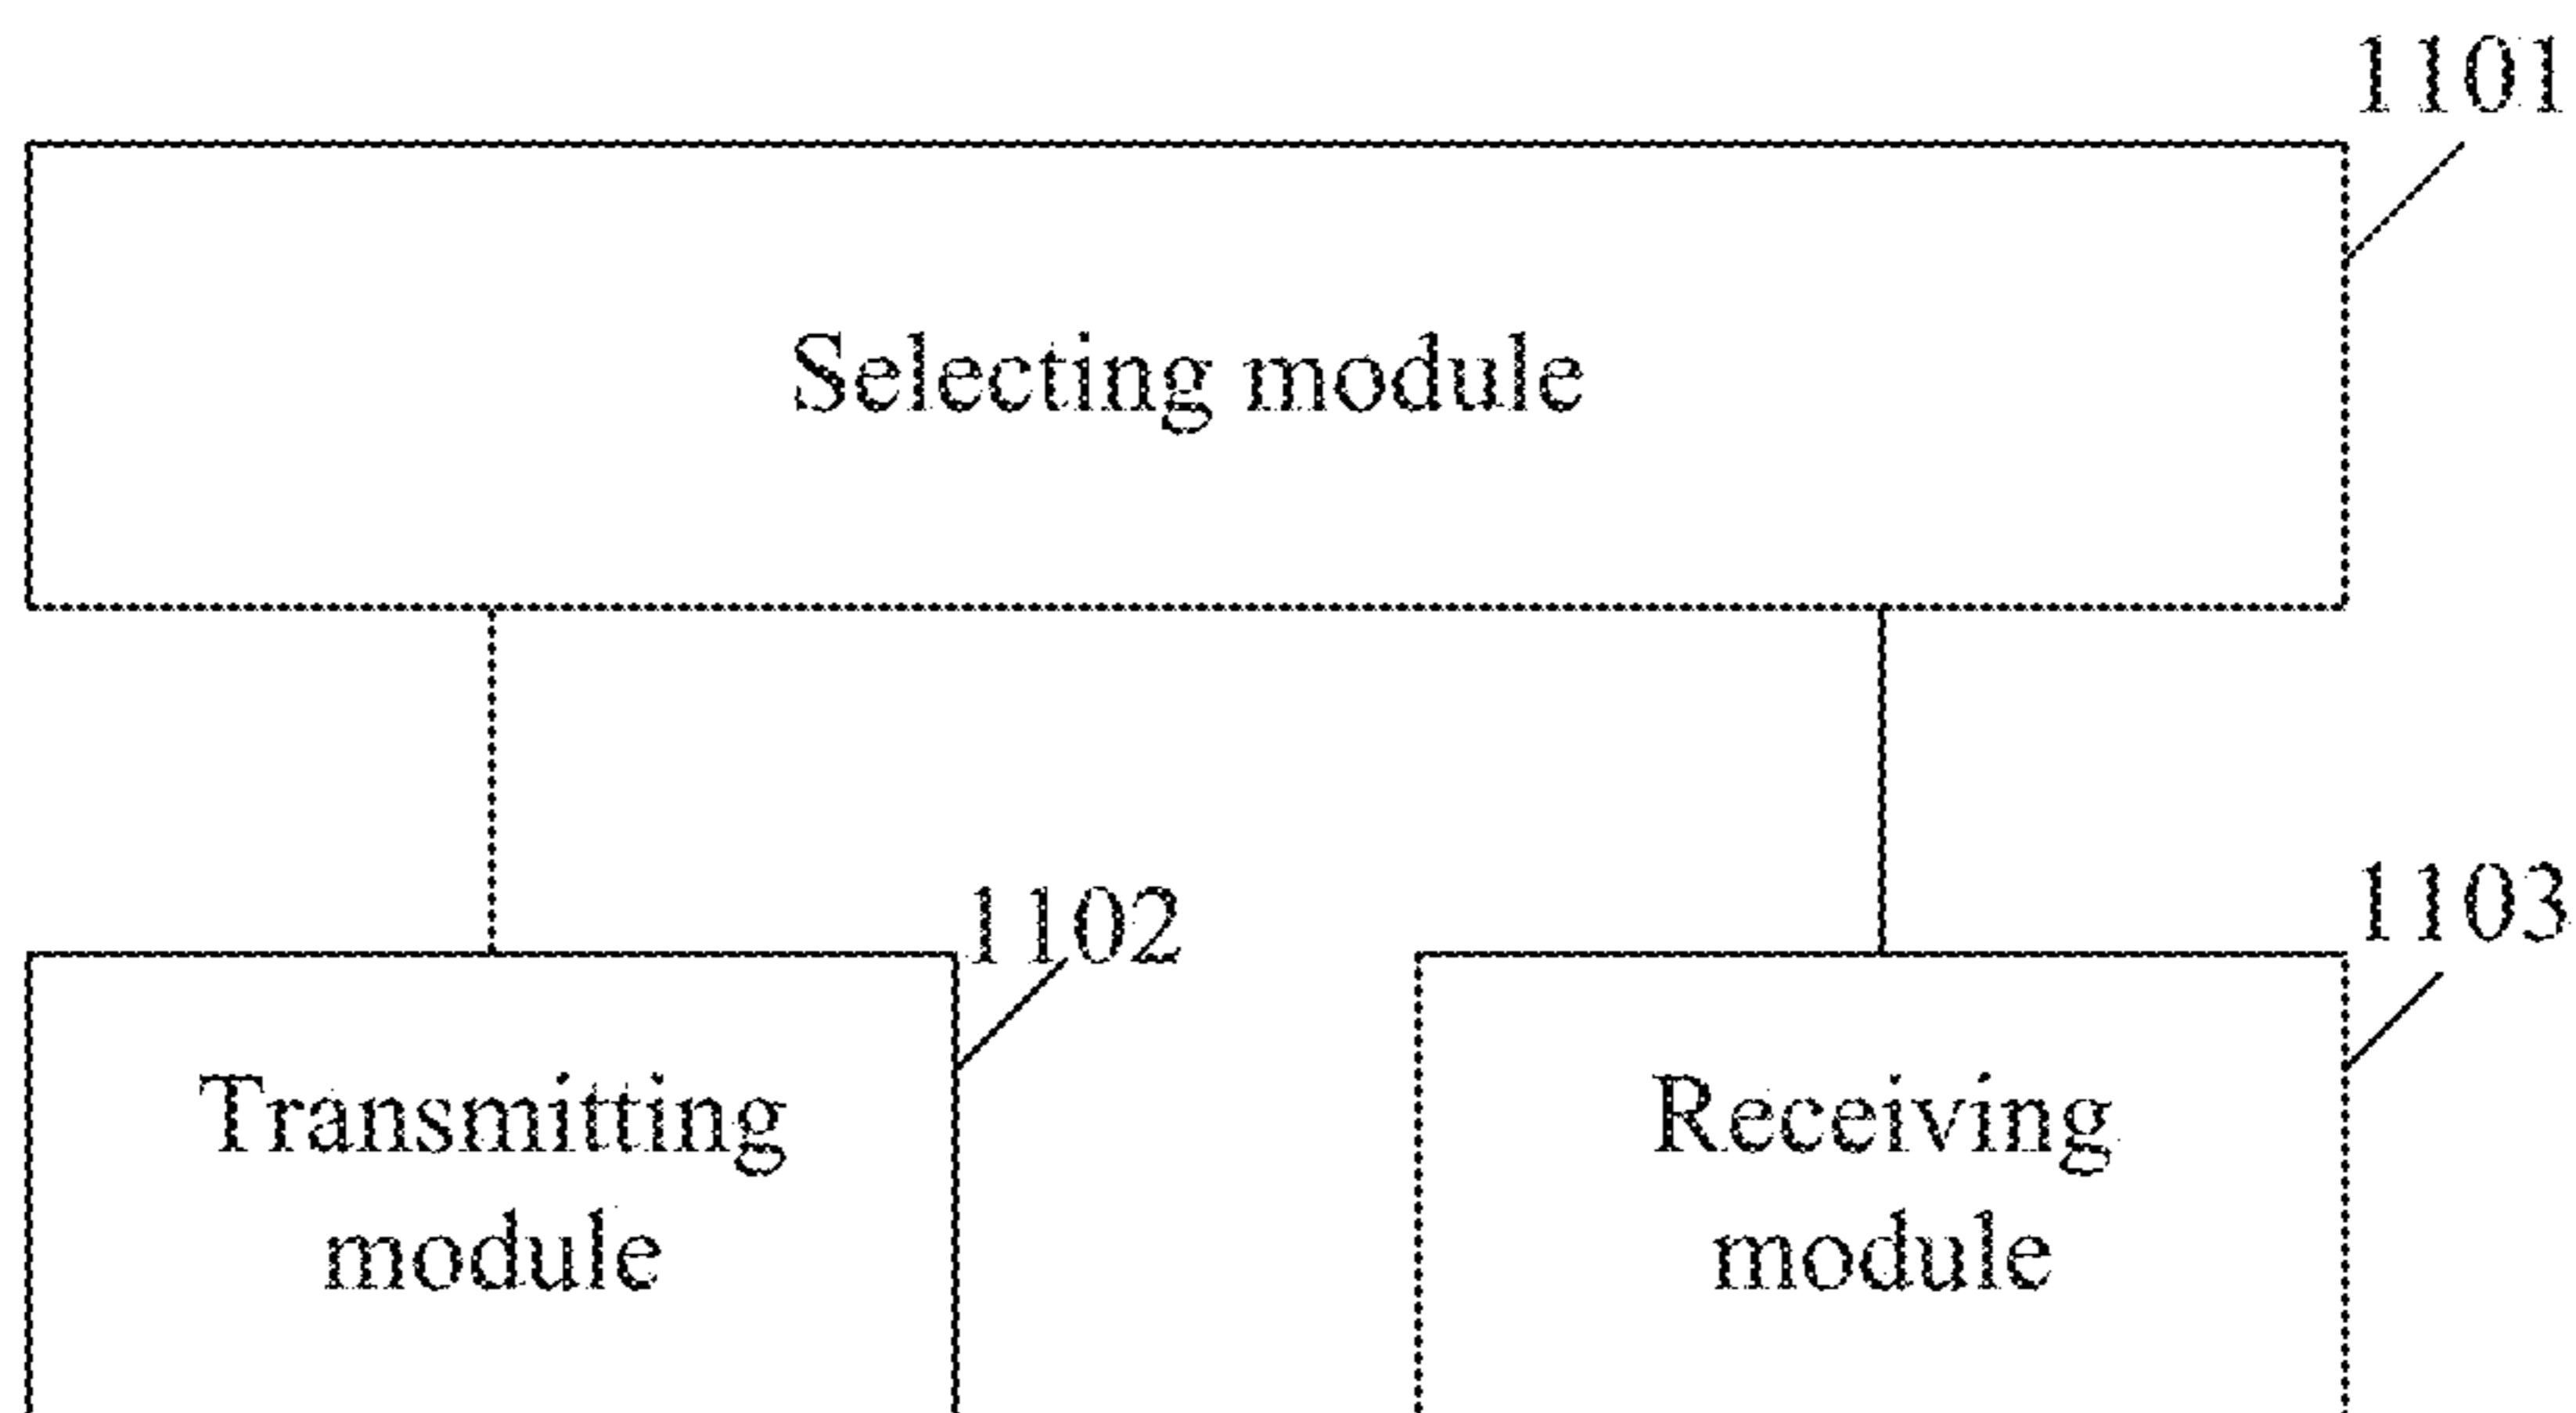 1101
Selecting module
1102
1103
Transmitting
module
Receiving
module